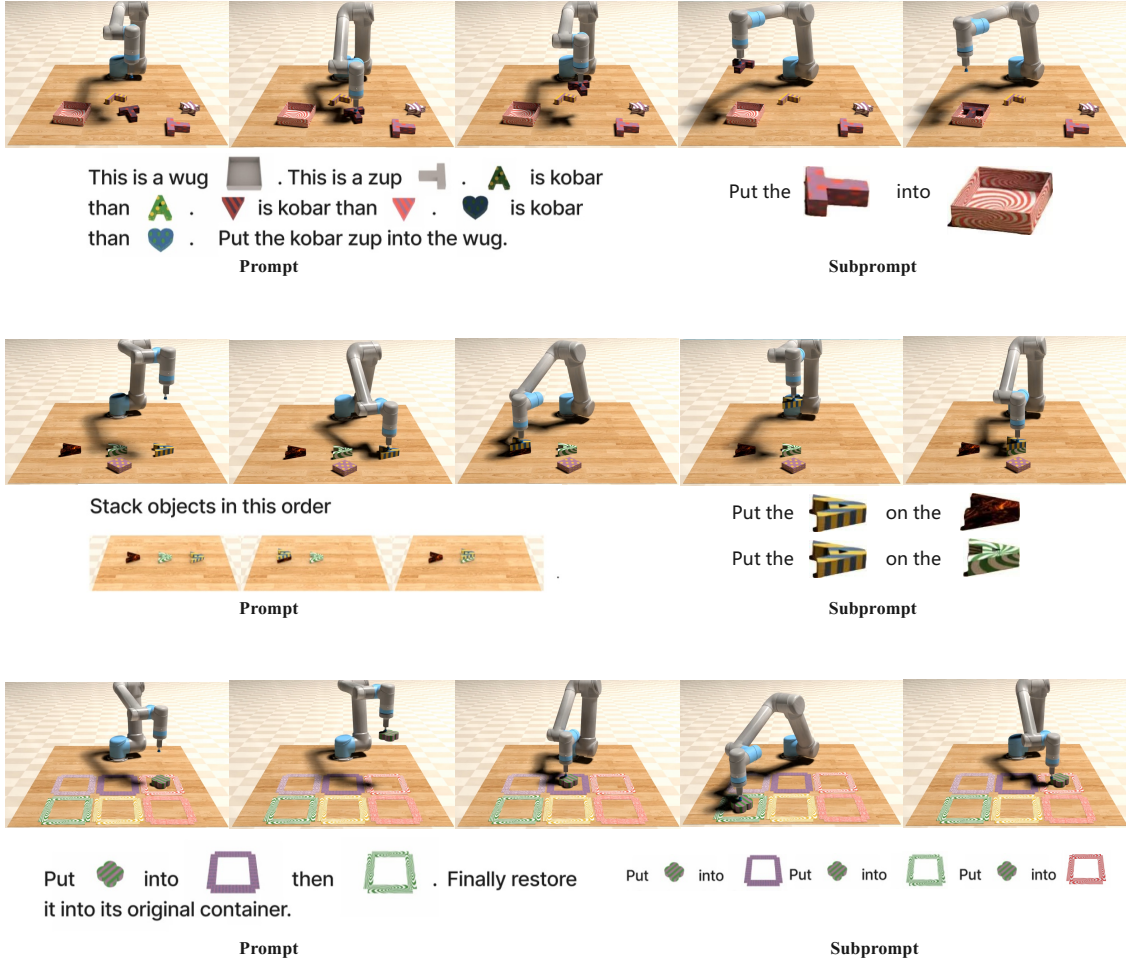 This is a wug . This is a zup . is kobar
than . is kobar than . is kobar
than . Put the kobar zup into the wug.
Prompt
Put the into
Subprompt
Stack objects in this order
.
Prompt
Put the on the
Put the on the
Subprompt
Put into then . Finally restore
it into its original container.
Prompt
Put into Put into Put into
Subprompt